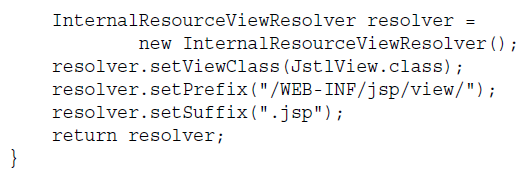 InternalResourceViewResolver resolver =
new InternalResourceViewResolver();
resolver.setViewClass(JstlView.class);
resolver.setPrefix("/WEB-INF/jsp/view/");
resolver.setSuffix(".jsp");
return resolver;
}